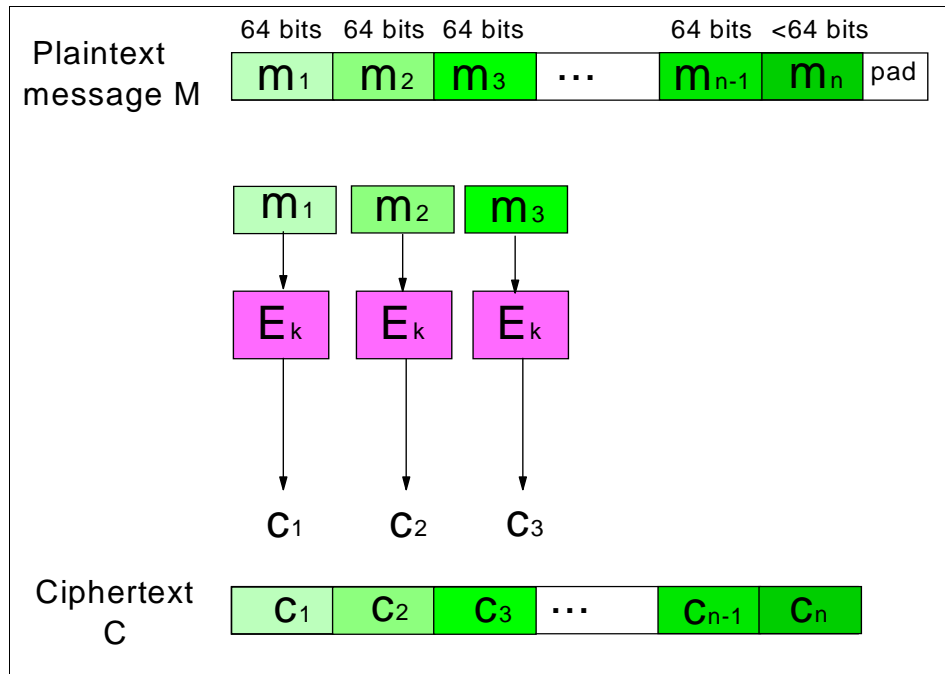 64 bits 64 bits 64 bits 64 bits <64 bits
Plaintext
message M
m1 m2 m3 ... mn-1 mn pad
m1 m2 m3
Ek Ek Ek
c1 c2 c3
Ciphertext
C
c1 c2 c3 ... cn-1 cn